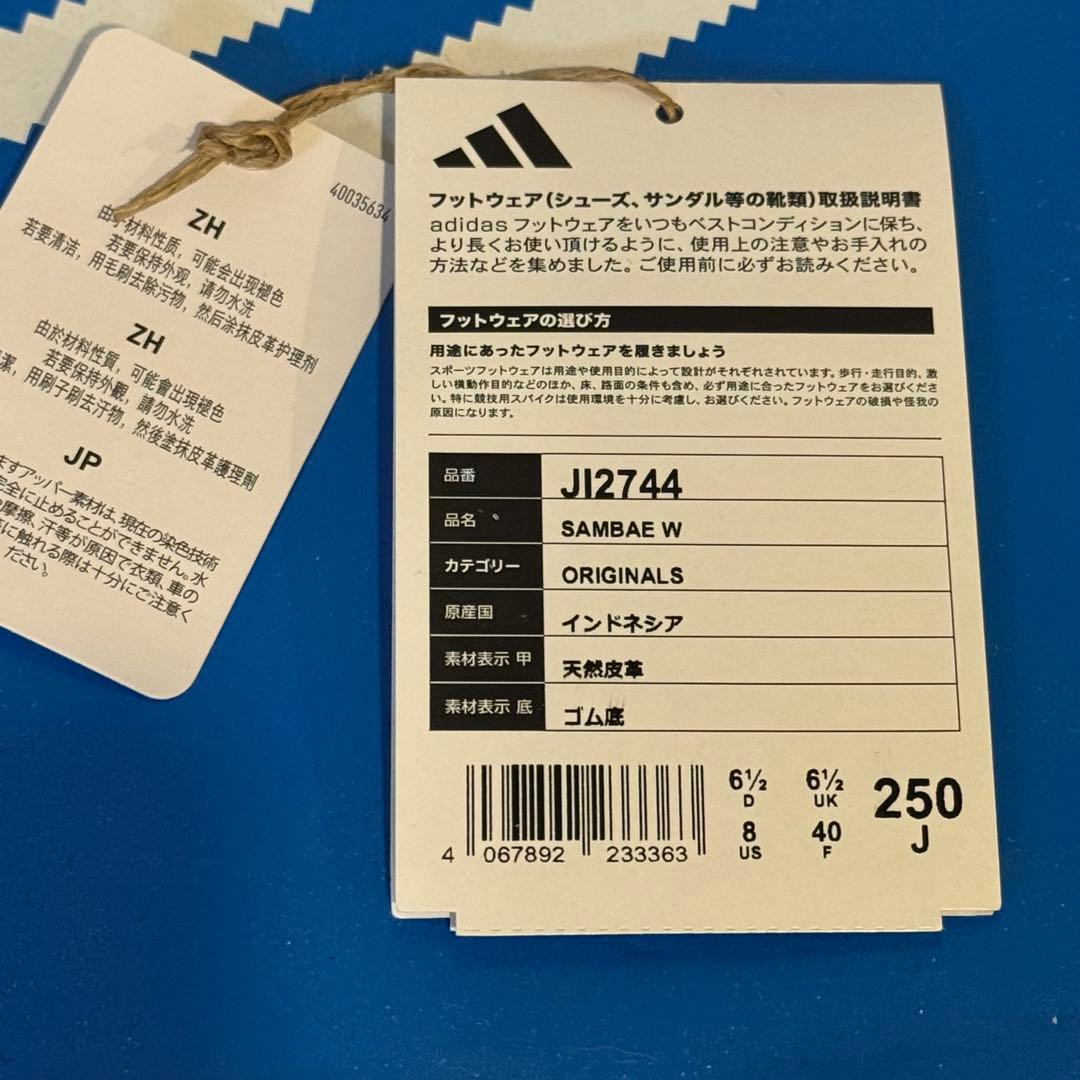 40035634
ZH
由于材料性质，可能会出现褪色
若要保持外观，请勿水洗
若要清洁，用毛刷去除污物，然后涂抹皮革护理剂
ZH
由於材料性質，可能會出現褪色
若要保持外觀，請勿水洗
潔，用刷子刷去汙物，然後塗抹皮革護理劑
JP
ますアッパー素材は、現在の染色技術
完全に止めることができません。水
摩擦、汗等が原因で衣類、車の
に触れる際は十分にご注意く
ださい。
フットウェア(シューズ、サンダル等の靴類)取扱説明書
adidas フットウェアをいつもベストコンディションに保ち、
より長くお使い頂けるように、使用上の注意やお手入れの
方法などを集めました。ご使用前に必ずお読みください。
フットウェアの選び方
用途にあったフットウェアを履きましょう
スポーツフットウェアは用途や使用目的によって設計がそれぞれされています。歩行・走行目的、激
しい横動作目的などのほか、床、路面の条件も含め、必ず用途に合ったフットウェアをお選びくださ
い。特に競技用スパイクは使用環境を十分に考慮し、お選びください。フットウェアの破損や怪我の
原因になります。
品番 JI2744
品名 SAMBAE W
カテゴリー ORIGINALS
原産国 インドネシア
素材表示 甲 天然皮革
素材表示 底 ゴム底
6½ 6½ 250
D UK J
8 40
US F
4 067892 233363